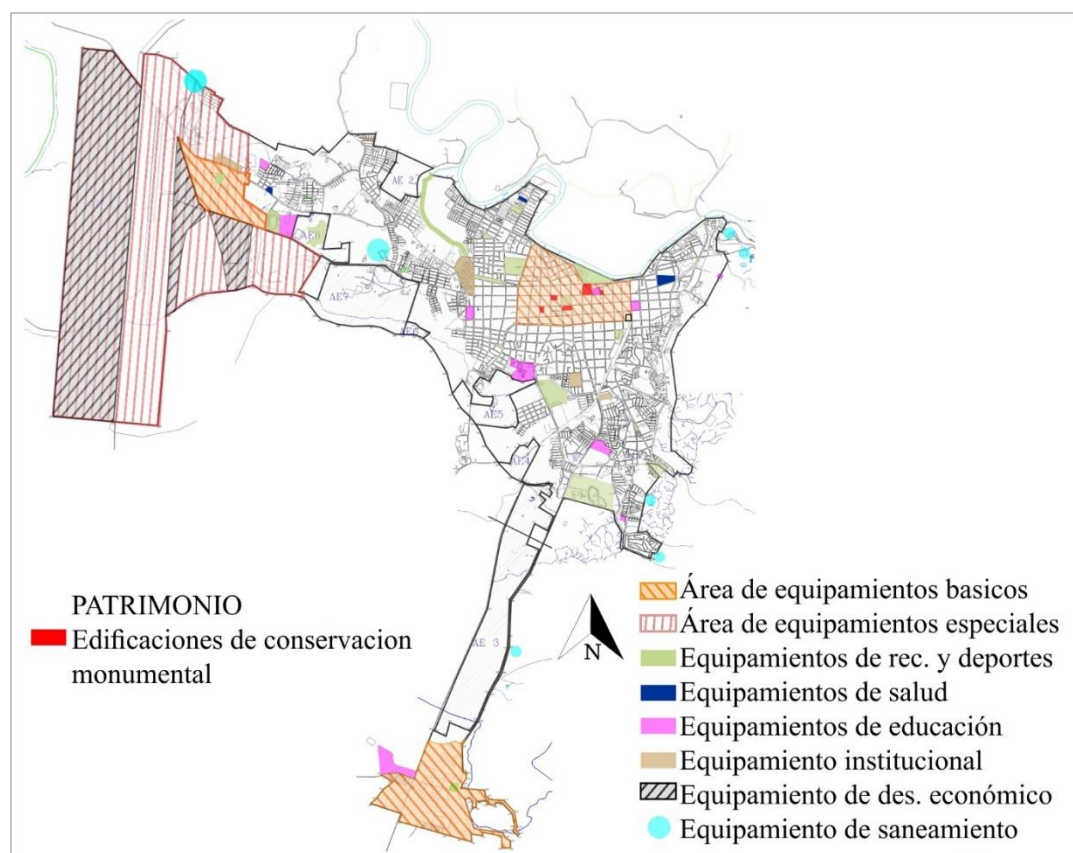 AE 2
AE7
AE6
AE5
AE4
AE 3
N
PATRIMONIO
Edificaciones de conservacion
monumental
Área de equipamientos basicos
Área de equipamientos especiales
Equipamientos de rec. y deportes
Equipamientos de salud
Equipamientos de educación
Equipamiento institucional
Equipamiento de des. económico
Equipamiento de saneamiento